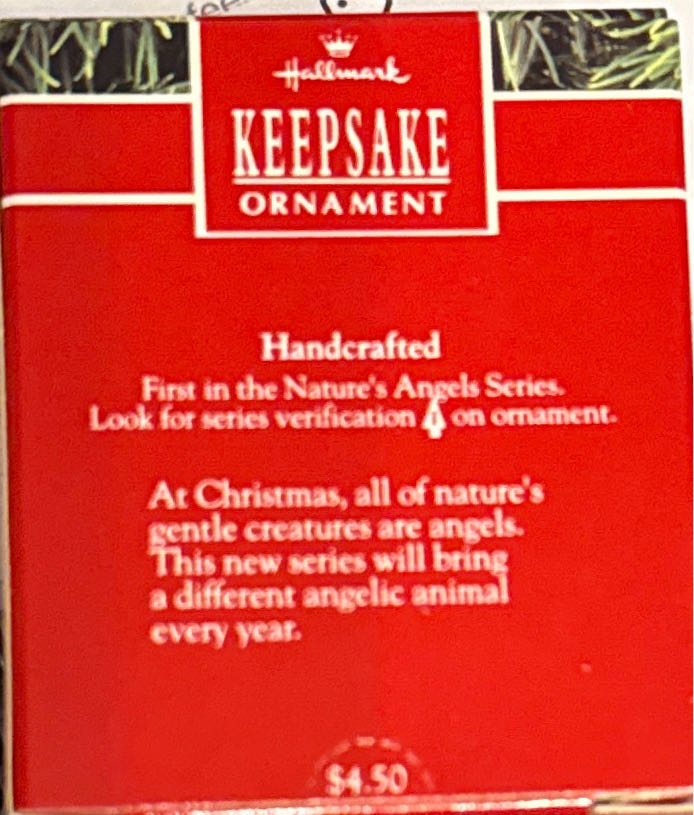 Hallmark
KEEPSAKE
ORNAMENT
Handcrafted
First in the Nature's Angels Series.
Look for series verification on ornament.
At Christmas, all of nature's
gentle creatures are angels.
This new series will bring
a different angelic animal
every year.
$4.50